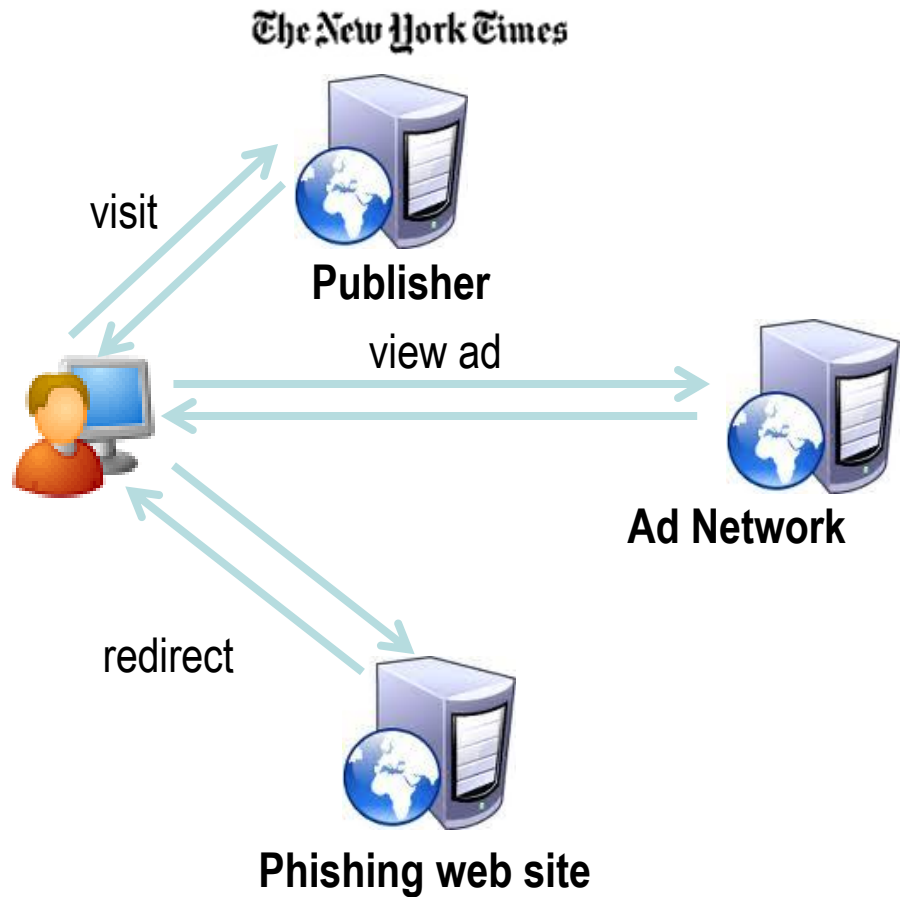 The New York Times
visit
Publisher
view ad
Ad Network
redirect
Phishing web site